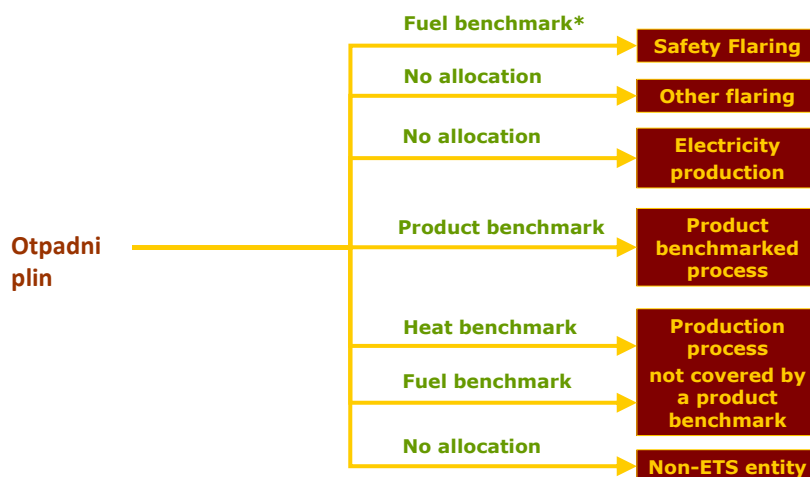 Fuel benchmark*
Safety Flaring
No allocation
Other flaring
No allocation
Electricity
production
Otpadni
plin
Product benchmark
Product
benchmarked
process
Heat benchmark
Fuel benchmark
Production
process
not covered by
a product
benchmark
No allocation
Non-ETS entity